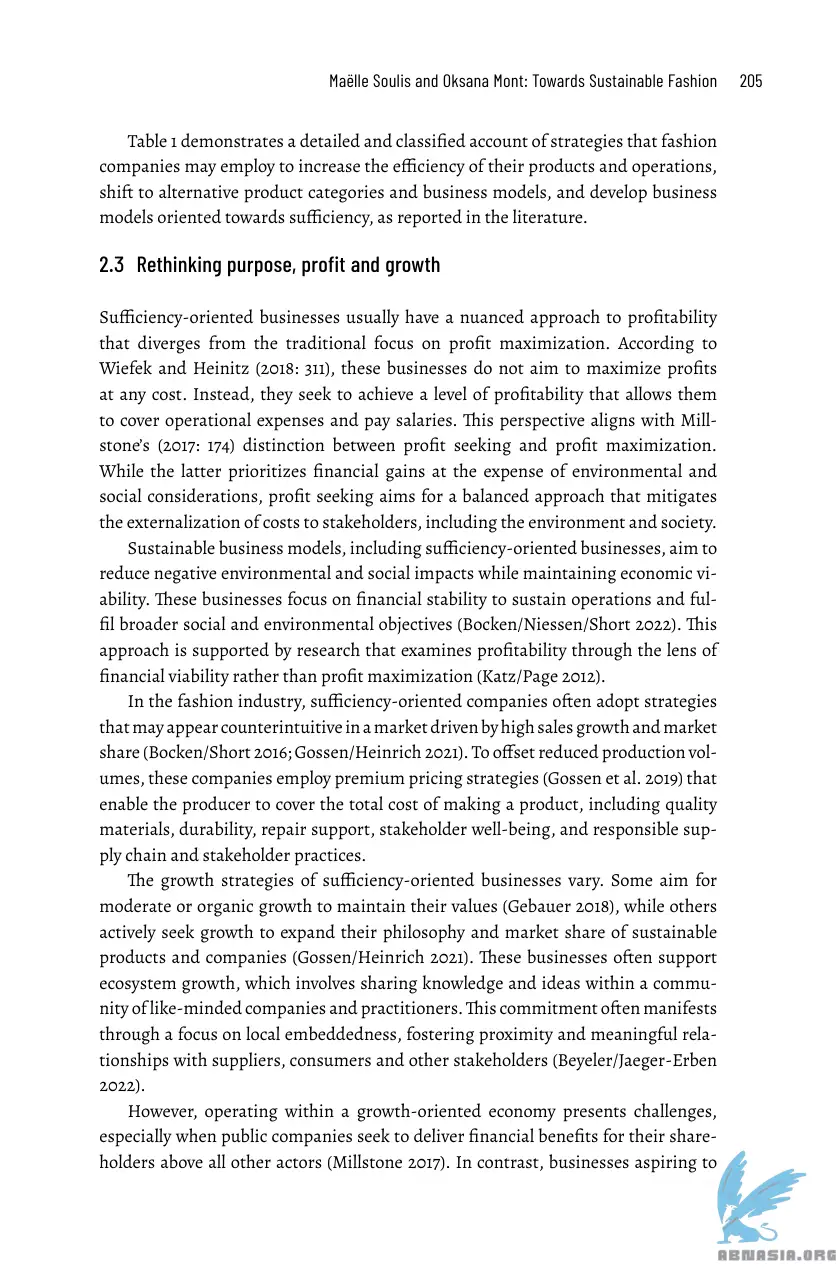 Maëlle Soulis and Oksana Mont: Towards Sustainable Fashion 205
Table 1 demonstrates a detailed and classified account of strategies that fashion
companies may employ to increase the efficiency of their products and operations,
shift to alternative product categories and business models, and develop business
models oriented towards sufficiency, as reported in the literature.
2.3 Rethinking purpose, profit and growth
Sufficiency-oriented businesses usually have a nuanced approach to profitability
that diverges from the traditional focus on profit maximization. According to
Wiefek and Heinitz (2018: 311), these businesses do not aim to maximize profits
at any cost. Instead, they seek to achieve a level of profitability that allows them
to cover operational expenses and pay salaries. This perspective aligns with Mill-
stone's (2017: 174) distinction between profit seeking and profit maximization.
While the latter prioritizes financial gains at the expense of environmental and
social considerations, profit seeking aims for a balanced approach that mitigates
the externalization of costs to stakeholders, including the environment and society.
Sustainable business models, including sufficiency-oriented businesses, aim to
reduce negative environmental and social impacts while maintaining economic vi-
ability. These businesses focus on financial stability to sustain operations and ful-
fil broader social and environmental objectives (Bocken/Niessen/Short 2022). This
approach is supported by research that examines profitability through the lens of
financial viability rather than profit maximization (Katz/Page 2012).
In the fashion industry, sufficiency-oriented companies often adopt strategies
that may appear counterintuitive in a market driven by high sales growth and market
share (Bocken/Short 2016; Gossen/Heinrich 2021). To offset reduced production vol-
umes, these companies employ premium pricing strategies (Gossen et al. 2019) that
enable the producer to cover the total cost of making a product, including quality
materials, durability, repair support, stakeholder well-being, and responsible sup-
ply chain and stakeholder practices.
The growth strategies of sufficiency-oriented businesses vary. Some aim for
moderate or organic growth to maintain their values (Gebauer 2018), while others
actively seek growth to expand their philosophy and market share of sustainable
products and companies (Gossen/Heinrich 2021). These businesses often support
ecosystem growth, which involves sharing knowledge and ideas within a commu-
nity of like-minded companies and practitioners. This commitment often manifests
through a focus on local embeddedness, fostering proximity and meaningful rela-
tionships with suppliers, consumers and other stakeholders (Beyeler/Jaeger-Erben
2022).
However, operating within a growth-oriented economy presents challenges,
especially when public companies seek to deliver financial benefits for their share-
holders above all other actors (Millstone 2017). In contrast, businesses aspiring to
ABNASIA.ORG